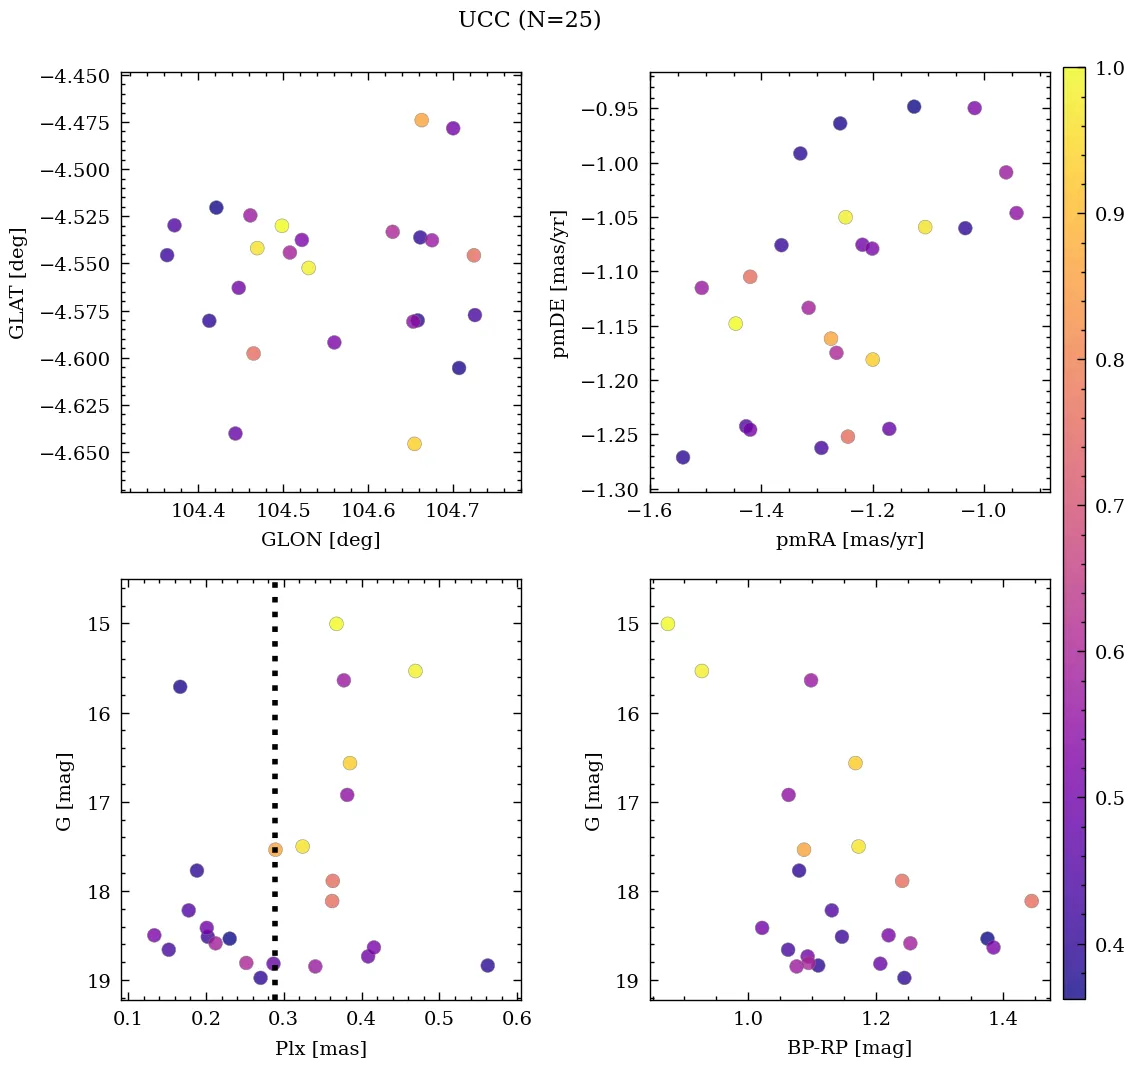 UCC (N=25)
−4.450
−4.475
−4.500
−4.525
−4.550
−4.575
−4.600
−4.625
−4.650
GLAT [deg]
104.4 104.5 104.6 104.7
GLON [deg]
−0.95
−1.00
−1.05
−1.10
−1.15
−1.20
−1.25
−1.30
pmDE [mas/yr]
−1.6 −1.4 −1.2 −1.0
pmRA [mas/yr]
15
16
17
18
19
G [mag]
0.1 0.2 0.3 0.4 0.5 0.6
Plx [mas]
15
16
17
18
19
G [mag]
1.0 1.2 1.4
BP-RP [mag]
1.0
0.9
0.8
0.7
0.6
0.5
0.4